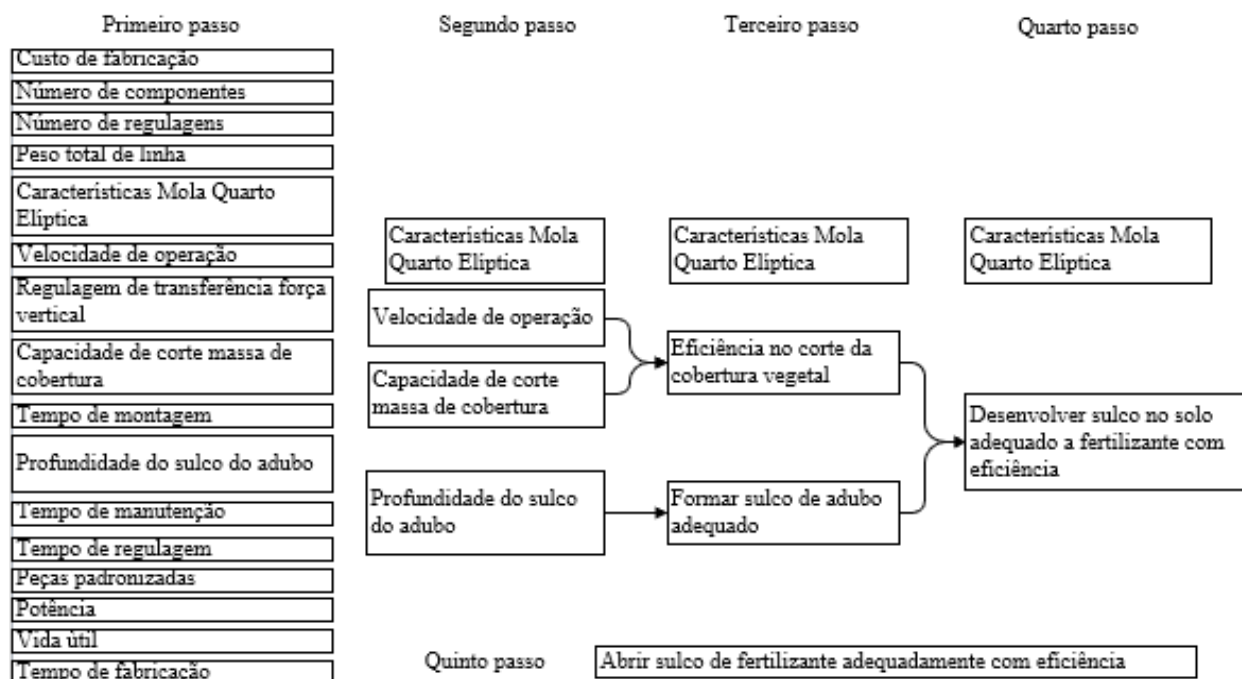 Primeiro passo
Custo de fabricação
Número de componentes
Número de regulagens
Peso total de linha
Características Mola Quarto
Elíptica
Velocidade de operação
Regulagem de transferência força
vertical
Capacidade de corte massa de
cobertura
Tempo de montagem
Profundidade do sulco do adubo
Tempo de manutenção
Tempo de regulagem
Peças padronizadas
Potência
Vida útil
Tempo de fabricação
Segundo passo
Características Mola
Quarto Elíptica
Velocidade de operação
Capacidade de corte
massa de cobertura
Profundidade do sulco
do adubo
Terceiro passo
Características Mola
Quarto Elíptica
Eficiência no corte da
cobertura vegetal
Formar sulco de adubo
adequado
Quarto passo
Características Mola
Quarto Elíptica
Desenvolver sulco no solo
adequado a fertilizante com
eficiência
Quinto passo
Abrir sulco de fertilizante adequadamente com eficiência